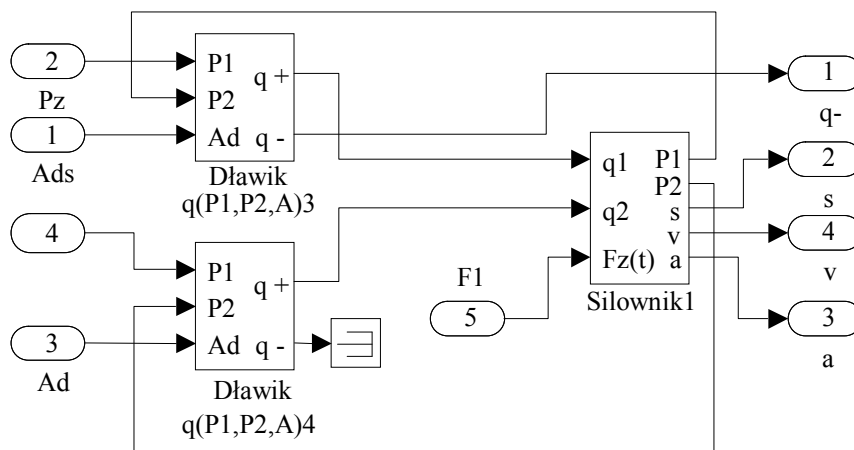 2
Pz
1
Ads
P1
P2
Ad
q +
q -
Dławik
q(P1,P2,A)3
4
3
Ad
P1
P2
Ad
q +
q -
Dławik
q(P1,P2,A)4
F1
5
q1
q2
Fz(t)
P1
P2
s
v
a
Silownik1
1
q-
2
s
4
v
3
a